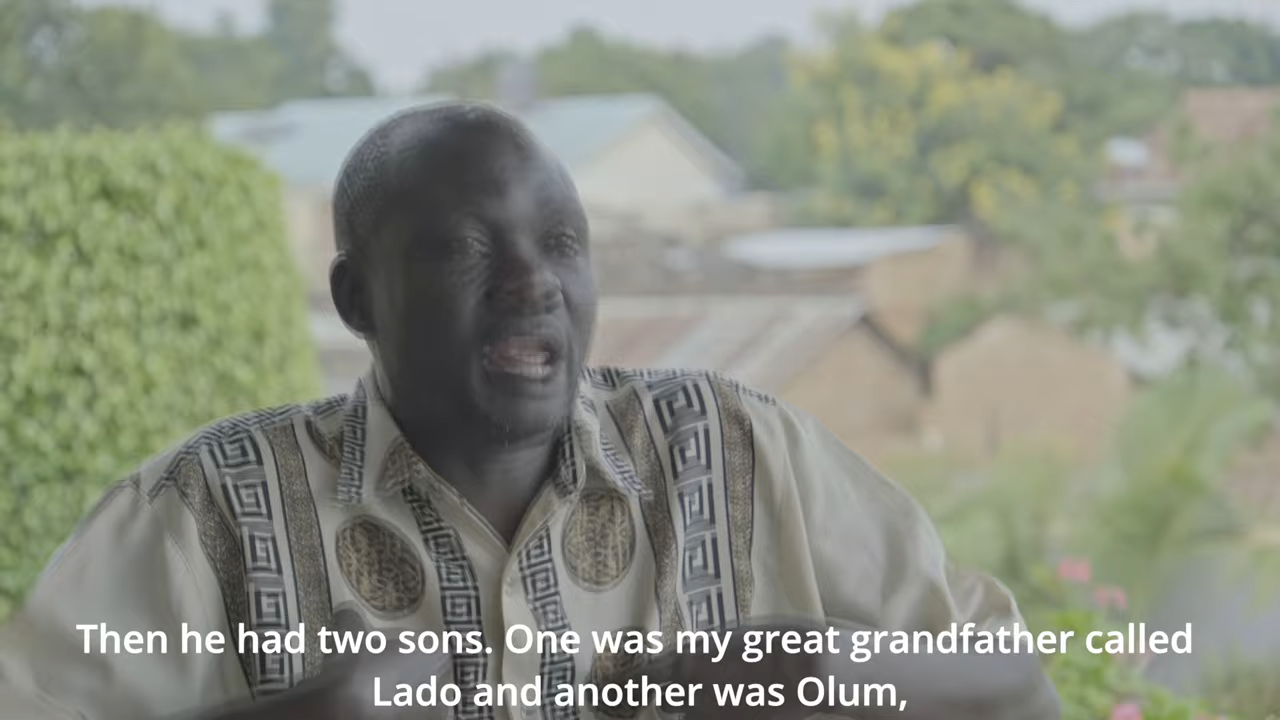 Then he had two sons. One was my great grandfather called
Lado and another was Olum,